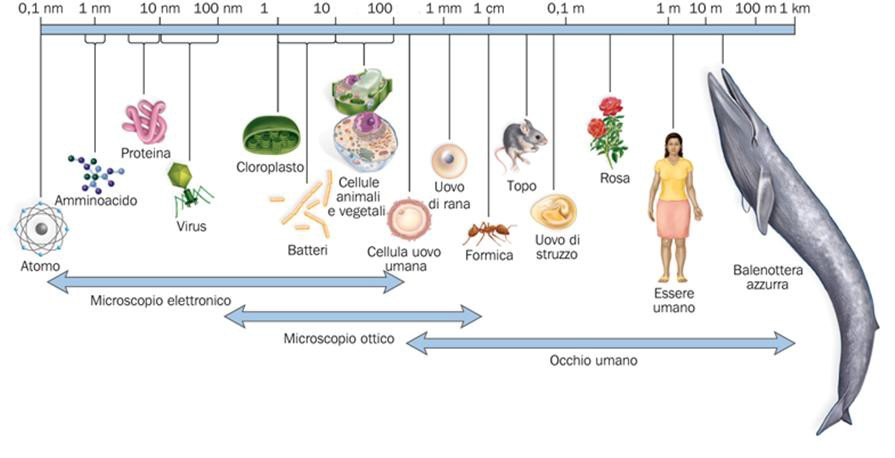 0,1 nm 1 nm 10 nm 100 nm 1 10 100 1 mm 1 cm 0,1 m 1 m 10 m 100 m 1 km
Proteina
Amminoacido
Virus
Atomo
Cloroplasto
Batteri
Cellule
animali
e vegetali
Cellula uovo
umana
Uovo
di rana
Formica
Topo
Uovo di
struzzo
Rosa
Essere
umano
Balenottera
azzurra
Microscopio elettronico
Microscopio ottico
Occhio umano